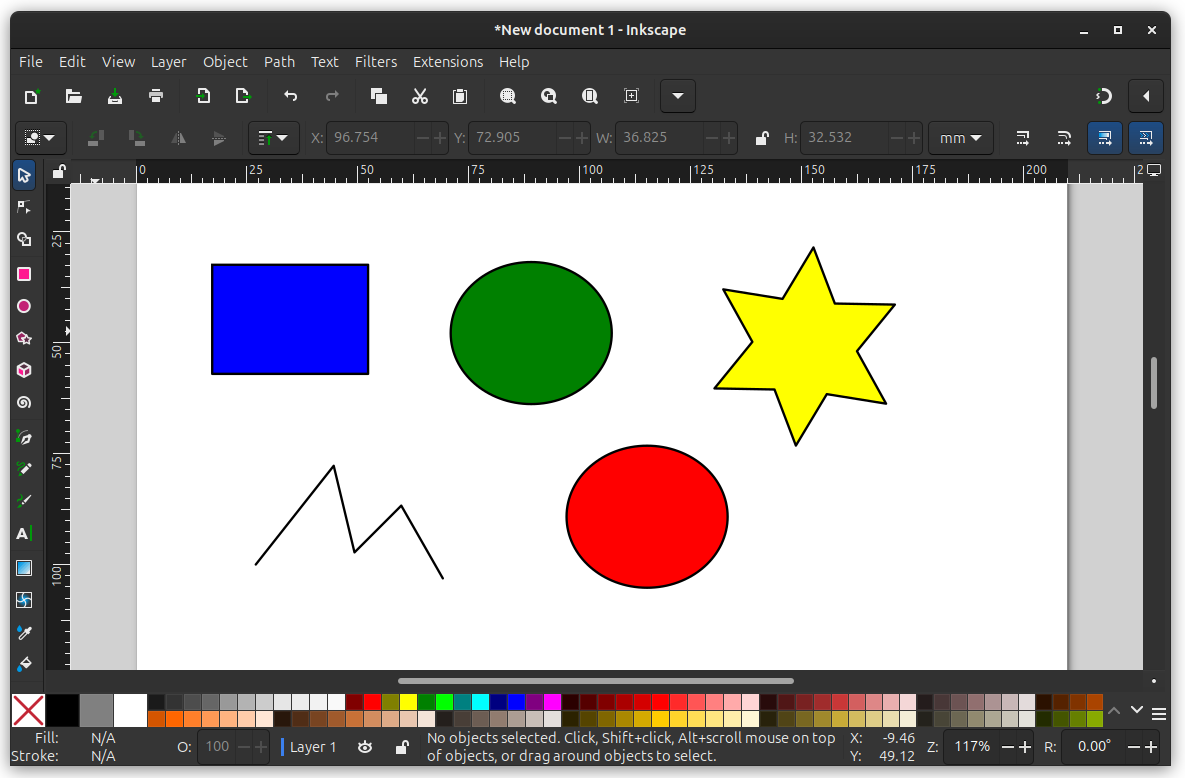 *New document 1 - Inkscape
File Edit View Layer Object Path Text Filters Extensions Help
X: 96.754 Y: 72.905 W: 36.825 H: 32.532 mm
0 25 50 75 100 125 150 175 200 2
25
50
75
100
A
Fill: N/A
Stroke: N/A
O: 100
Layer 1
No objects selected. Click, Shift+click, Alt+scroll mouse on top
of objects, or drag around objects to select.
X: -9.46
Y: 49.12
Z: 117%
R: 0.00°